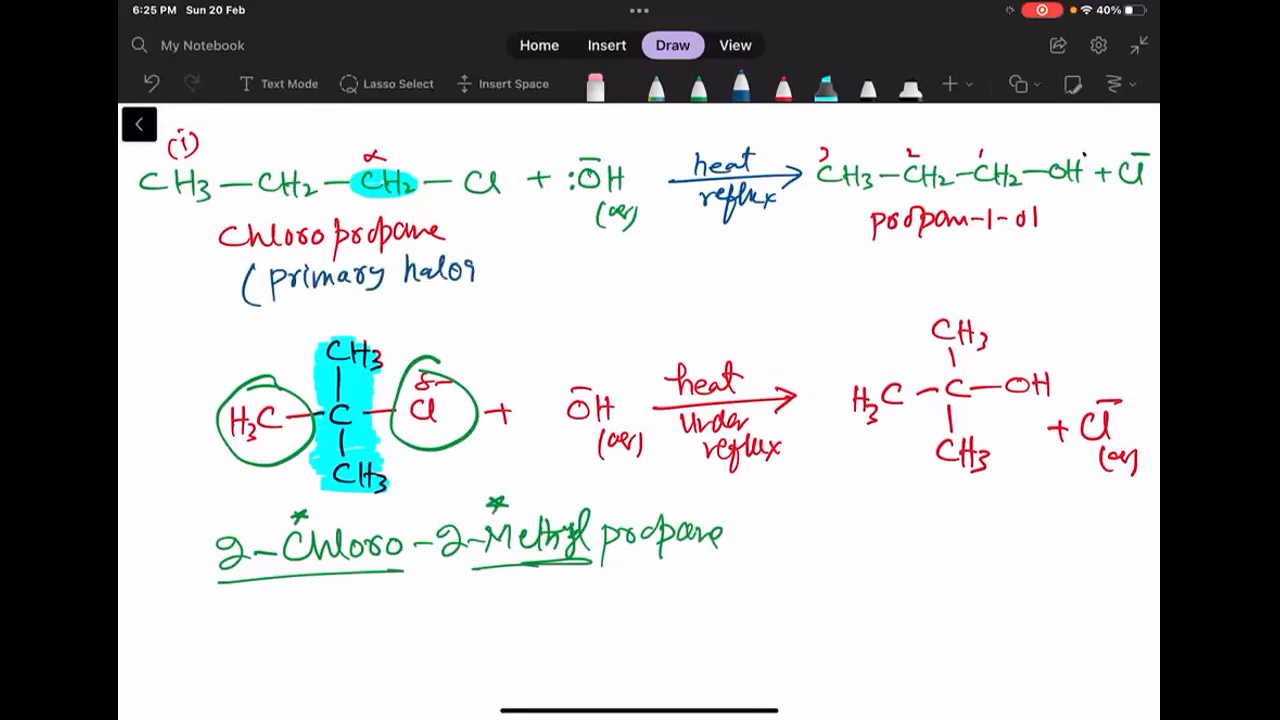 6:25 PM Sun 20 Feb
40%
My Notebook
Home Insert Draw View
Text Mode Lasso Select Insert Space
(i)
α
CH3 — CH2 — CH2 — Cl + :ŌH (aq) heat reflux 3 CH3 — 2 CH2 — 1 CH2 — OH + Cl⁻
Chloropropane
propan-1-ol
(primary halo
CH3
H3C — C — Cl δ- + ŌH (aq) heat under reflux H3C — C — OH + Cl⁻ (aq)
CH3
CH3
CH3
2-Chloro-2-Methyl propane